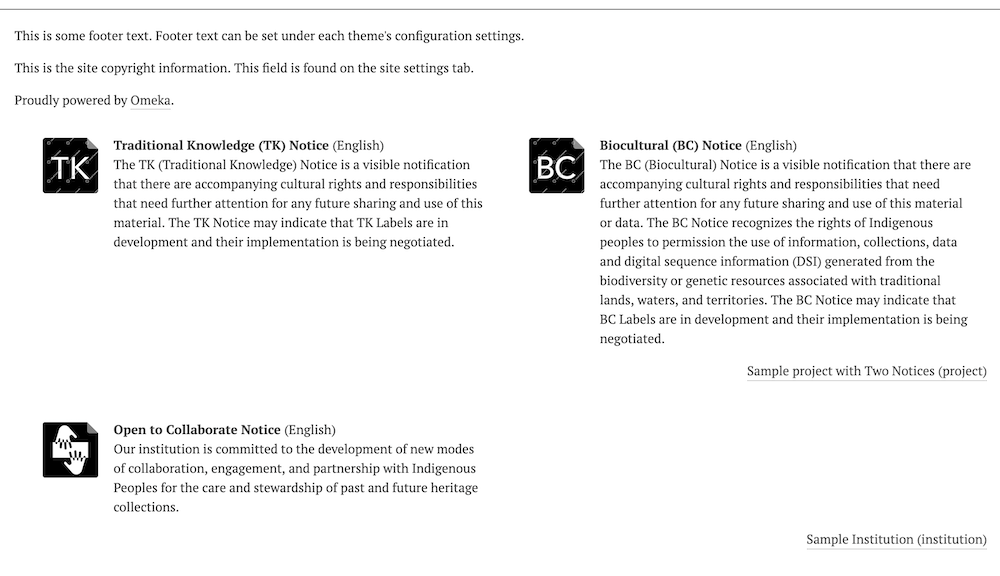 This is some footer text. Footer text can be set under each theme's configuration settings.
This is the site copyright information. This field is found on the site settings tab.
Proudly powered by Omeka.
TK
Traditional Knowledge (TK) Notice (English)
The TK (Traditional Knowledge) Notice is a visible notification
that there are accompanying cultural rights and responsibilities
that need further attention for any future sharing and use of this
material. The TK Notice may indicate that TK Labels are in
development and their implementation is being negotiated.
BC
Biocultural (BC) Notice (English)
The BC (Biocultural) Notice is a visible notification that there are
accompanying cultural rights and responsibilities that need
further attention for any future sharing and use of this material
or data. The BC Notice recognizes the rights of Indigenous
peoples to permission the use of information, collections, data
and digital sequence information (DSI) generated from the
biodiversity or genetic resources associated with traditional
lands, waters, and territories. The BC Notice may indicate that
BC Labels are in development and their implementation is being
negotiated.
Sample project with Two Notices (project)
Open to Collaborate Notice (English)
Our institution is committed to the development of new modes
of collaboration, engagement, and partnership with Indigenous
Peoples for the care and stewardship of past and future heritage
collections.
Sample Institution (institution)